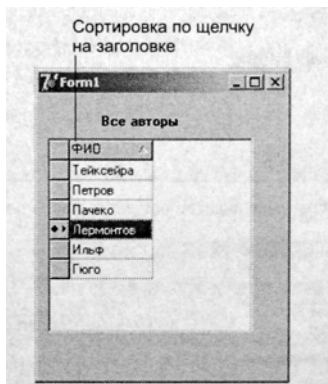 Сортировка по щелчку
на заголовке
Form1
Все авторы
ФИО
Тейксейра
Петров
Пачеко
Лермонтов
Ильф
Гюго